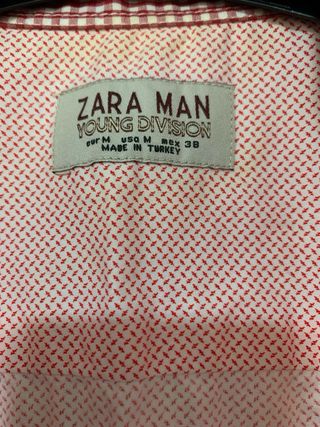 ZARA MAN
YOUNG DIVISION
eur M usa M mex 38
MADE IN TURKEY